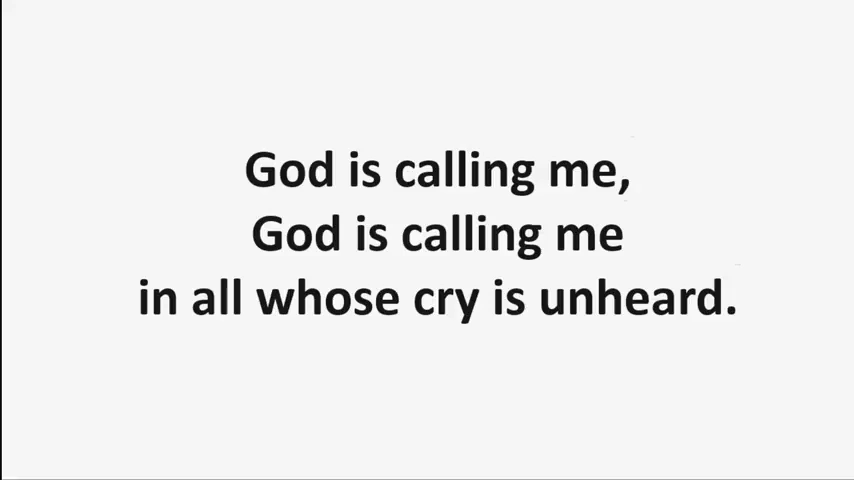 God is calling me,
God is calling me
in all whose cry is unheard.